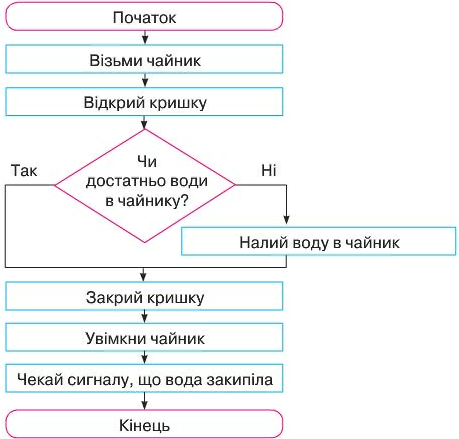 Початок
Візьми чайник
Відкрий кришку
Чи
достатньо води
в чайнику?
Так
Ні
Налий воду в чайник
Закрий кришку
Увімкни чайник
Чекай сигналу, що вода закипіла
Кінець